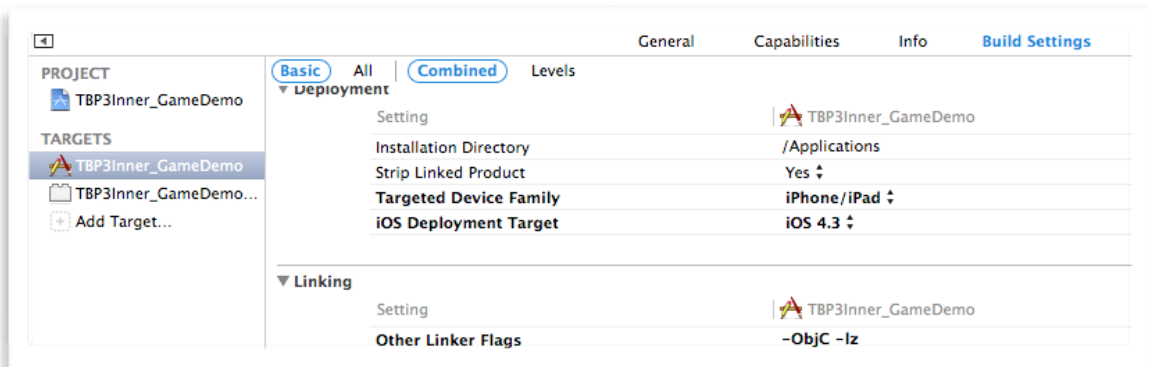 General Capabilities Info Build Settings
PROJECT
TBP3Inner_GameDemo
TARGETS
TBP3Inner_GameDemo
TBP3Inner_GameDemo...
Add Target...
Basic All Combined Levels
Deployment
Setting TBP3Inner_GameDemo
Installation Directory /Applications
Strip Linked Product Yes
Targeted Device Family iPhone/iPad
iOS Deployment Target iOS 4.3
Linking
Setting TBP3Inner_GameDemo
Other Linker Flags -ObjC -lz